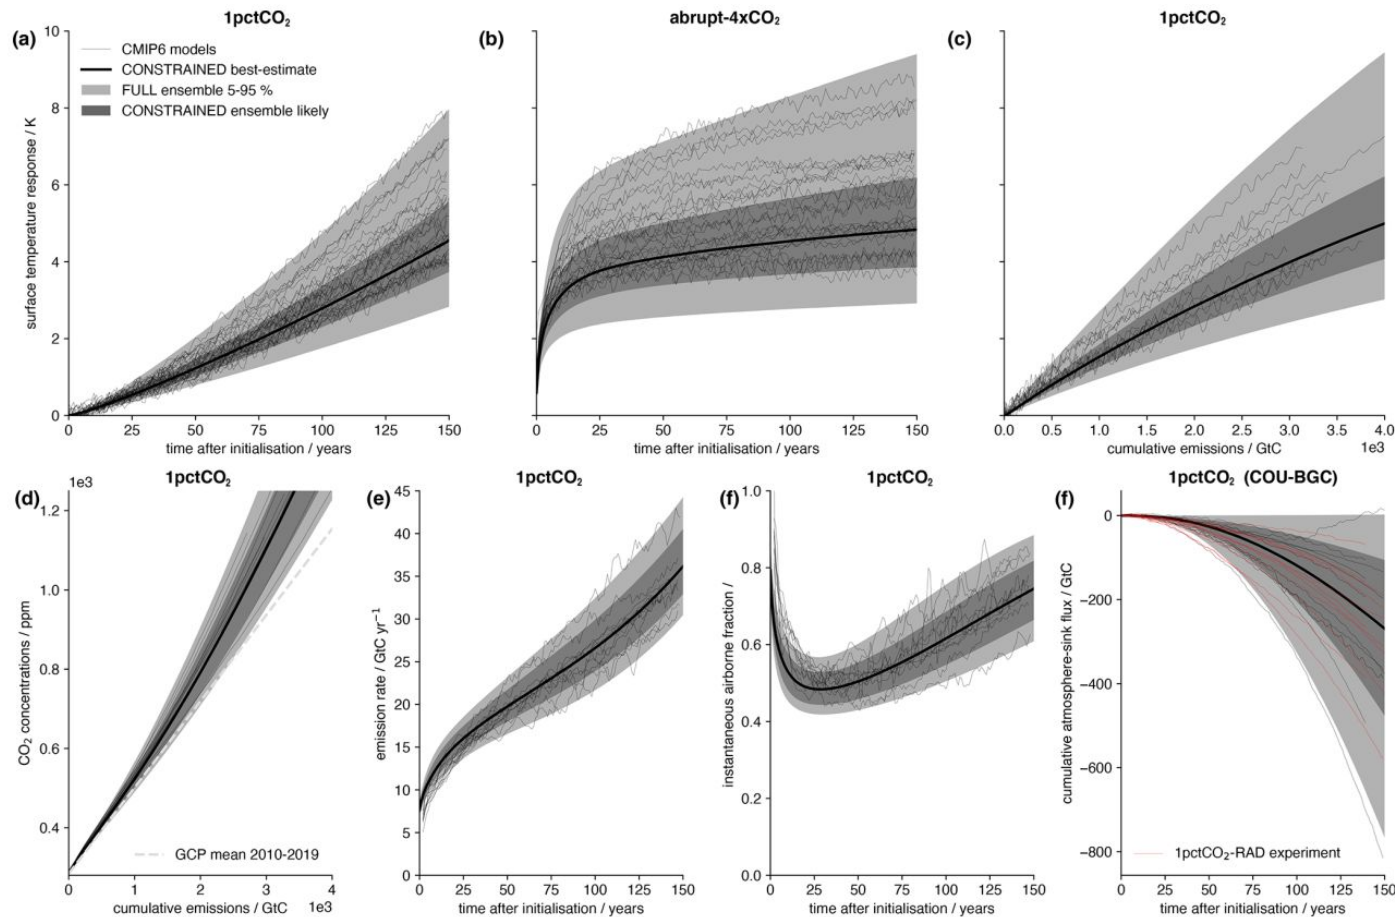 1pctCO₂
abrupt-4xCO₂
1pctCO₂
(a)
CMIP6 models
CONSTRAINED best-estimate
FULL ensemble 5-95 %
CONSTRAINED ensemble likely
surface temperature response / K
10
8
6
4
2
0
0 25 50 75 100 125 150
time after initialisation / years
(b)
0 25 50 75 100 125 150
time after initialisation / years
(c)
0.0 0.5 1.0 1.5 2.0 2.5 3.0 3.5 4.0
cumulative emissions / GtC
1e3
1pctCO₂
1pctCO₂
1pctCO₂
1pctCO₂ (COU-BGC)
(d)
1e3
CO₂ concentrations / ppm
1.2
1.0
0.8
0.6
0.4
GCP mean 2010-2019
0 1 2 3 4
cumulative emissions / GtC
1e3
(e)
emission rate / GtC yr⁻¹
45
40
35
30
25
20
15
10
5
0
0 25 50 75 100 125 150
time after initialisation / years
(f)
instantaneous airborne fraction /
1.0
0.8
0.6
0.4
0.2
0.0
0 25 50 75 100 125 150
time after initialisation / years
(f)
cumulative atmosphere-sink flux / GtC
0
−200
−400
−600
−800
1pctCO₂-RAD experiment
0 25 50 75 100 125 150
time after initialisation / years